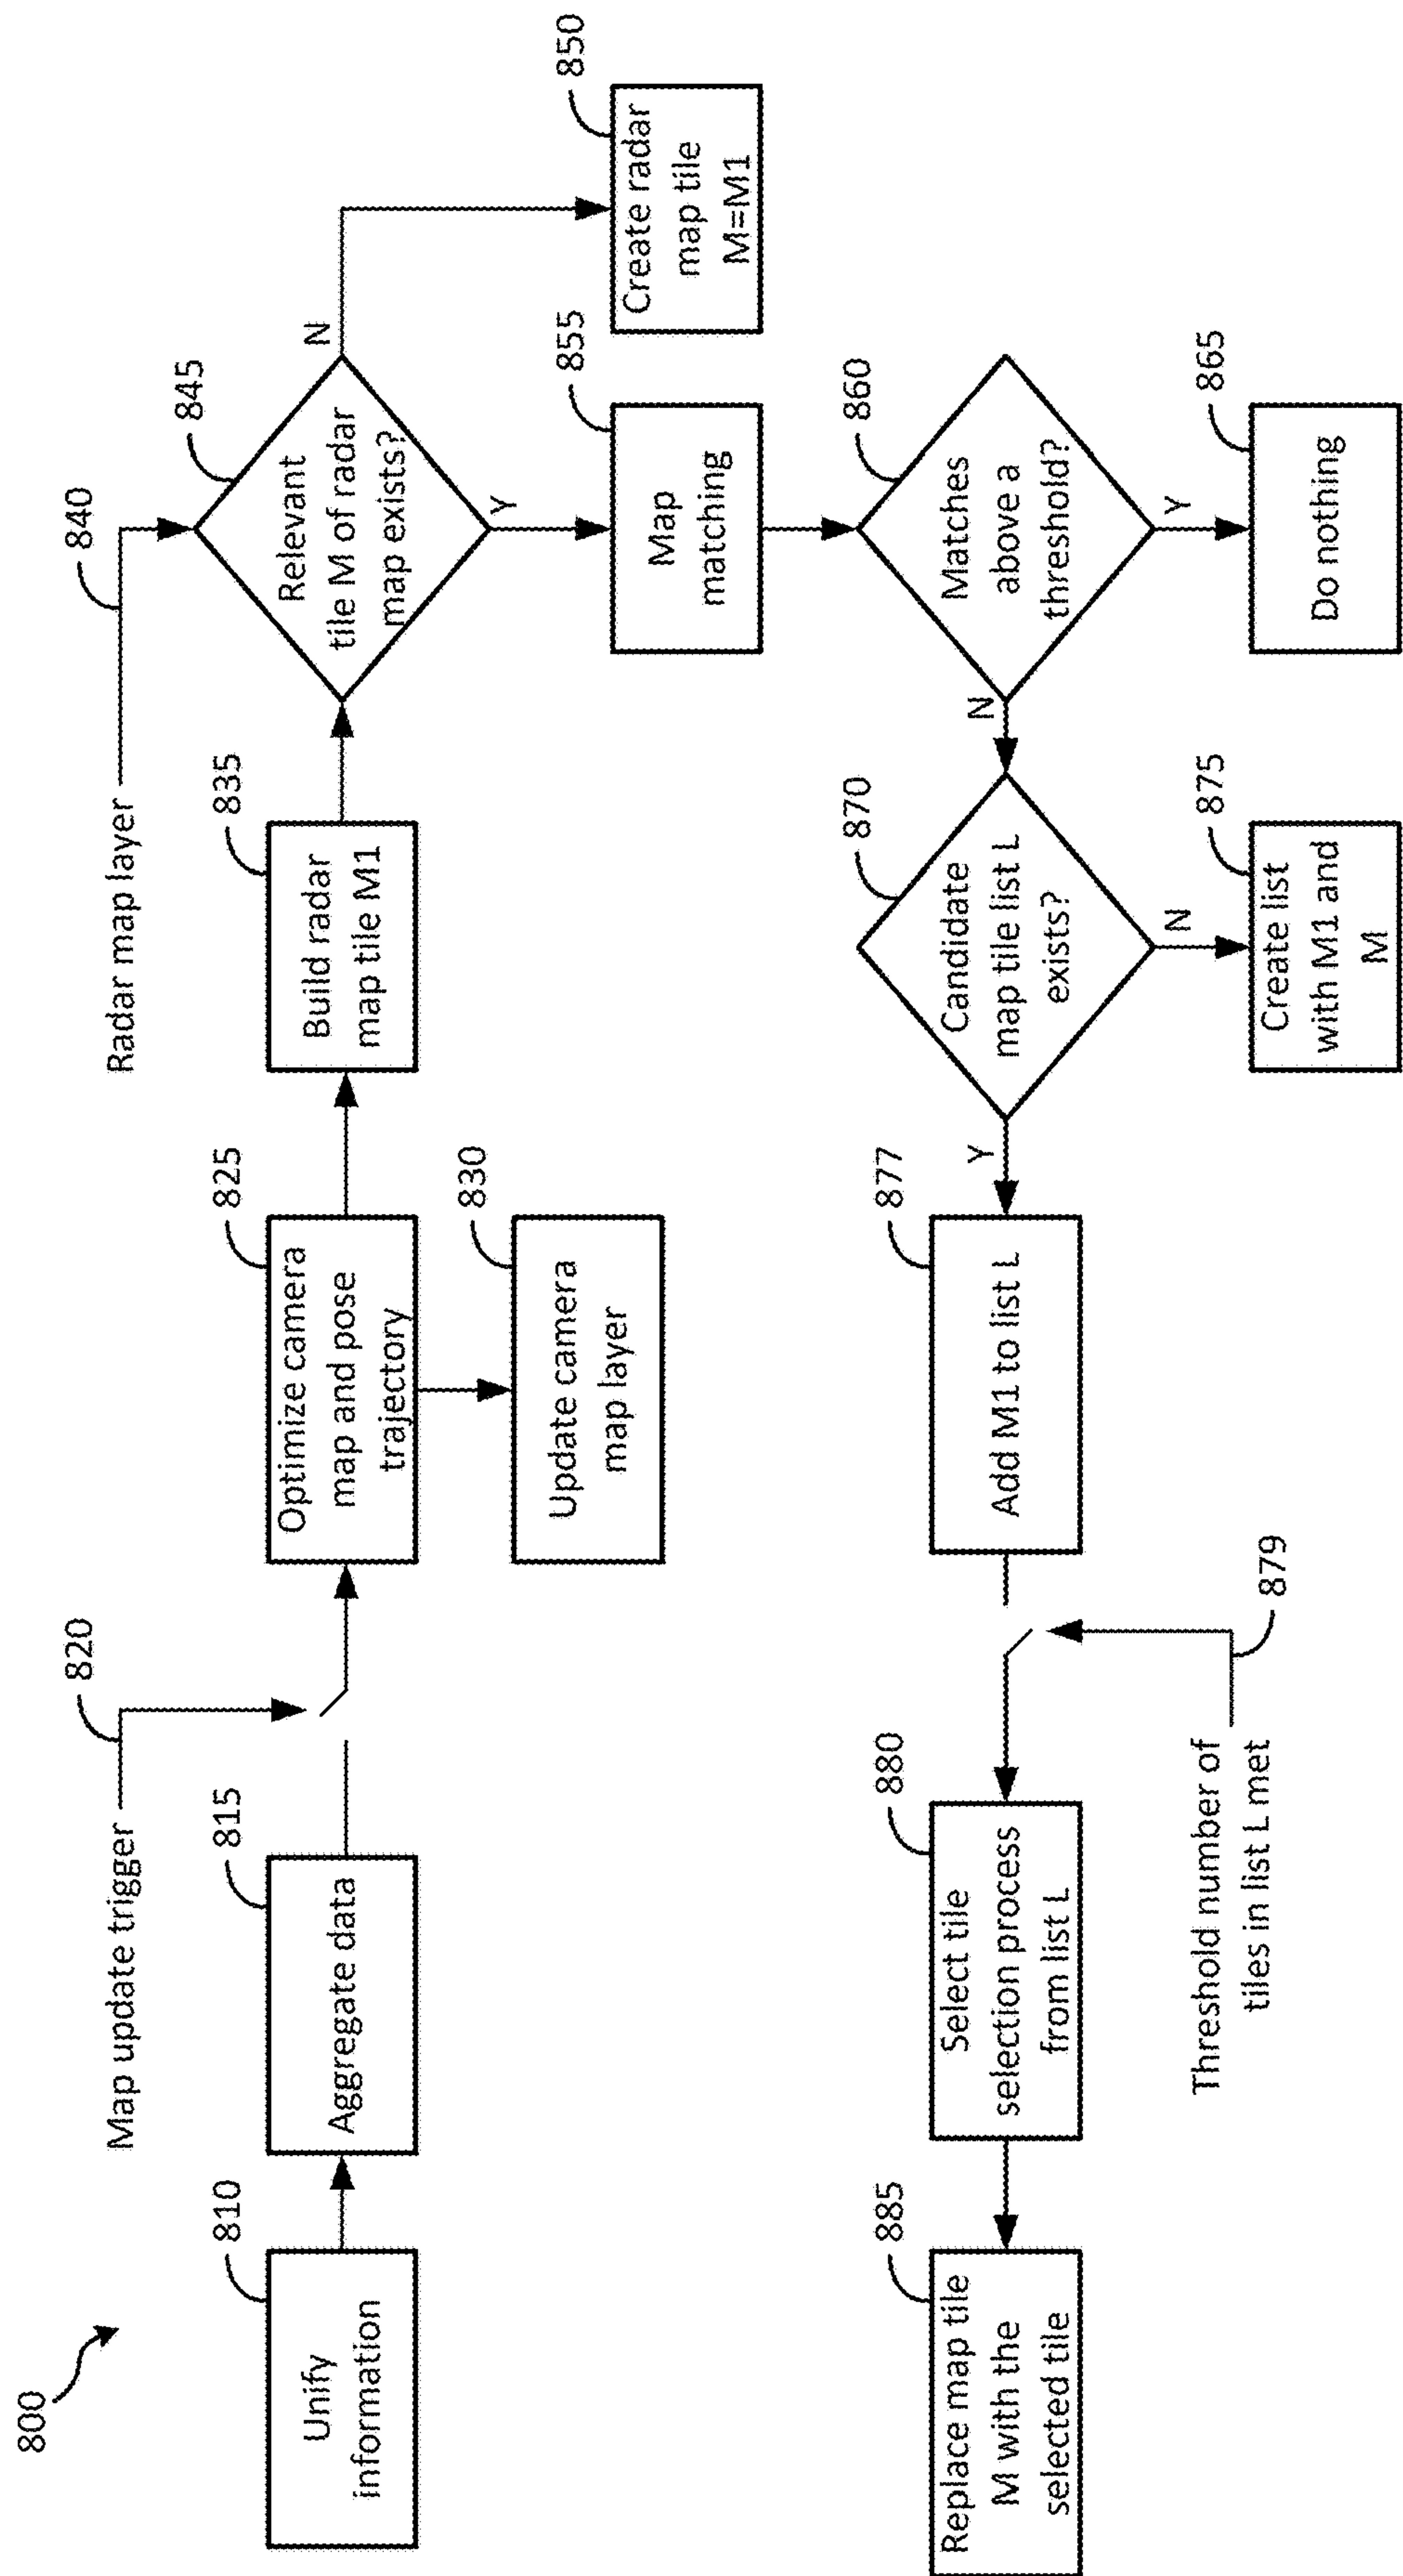 800
810
Unify
information
815
Aggregate data
Map update trigger
820
825
Optimize camera
map and pose
trajectory
830
Update camera
map layer
835
Build radar
map tile M1
Radar map layer
840
845
Relevant
tile M of radar
map exists?
N
Y
850
Create radar
map tile
M=M1
855
Map
matching
860
Matches
above a
threshold?
N
Y
865
Do nothing
870
Candidate
map tile list L
exists?
Y
N
875
Create list
with M1 and
M
877
Add M1 to list L
Threshold number of
tiles in list L met
879
880
Select tile
selection process
from list L
885
Replace map tile
M with the
selected tile